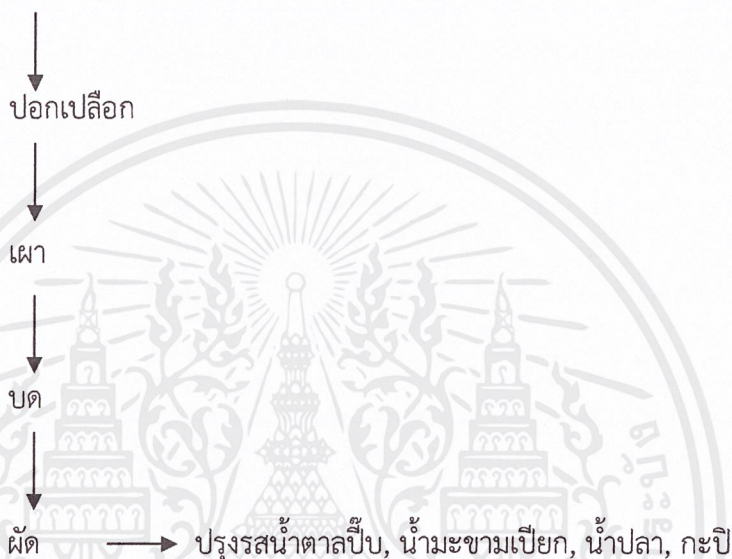 ปอกเปลือก
เผา
บด
ผัด ปรุงรสน้ำตาลปี๊บ, น้ำมะขามเปียก, น้ำปลา, กะปิ